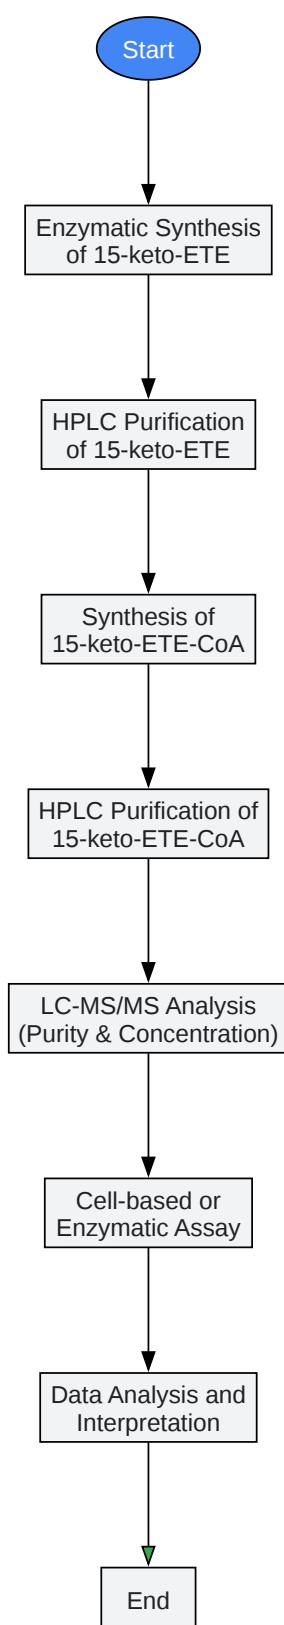 Start
Enzymatic Synthesis
of 15-keto-ETE
HPLC Purification
of 15-keto-ETE
Synthesis of
15-keto-ETE-CoA
HPLC Purification of
15-keto-ETE-CoA
LC-MS/MS Analysis
(Purity & Concentration)
Cell-based or
Enzymatic Assay
Data Analysis and
Interpretation
End